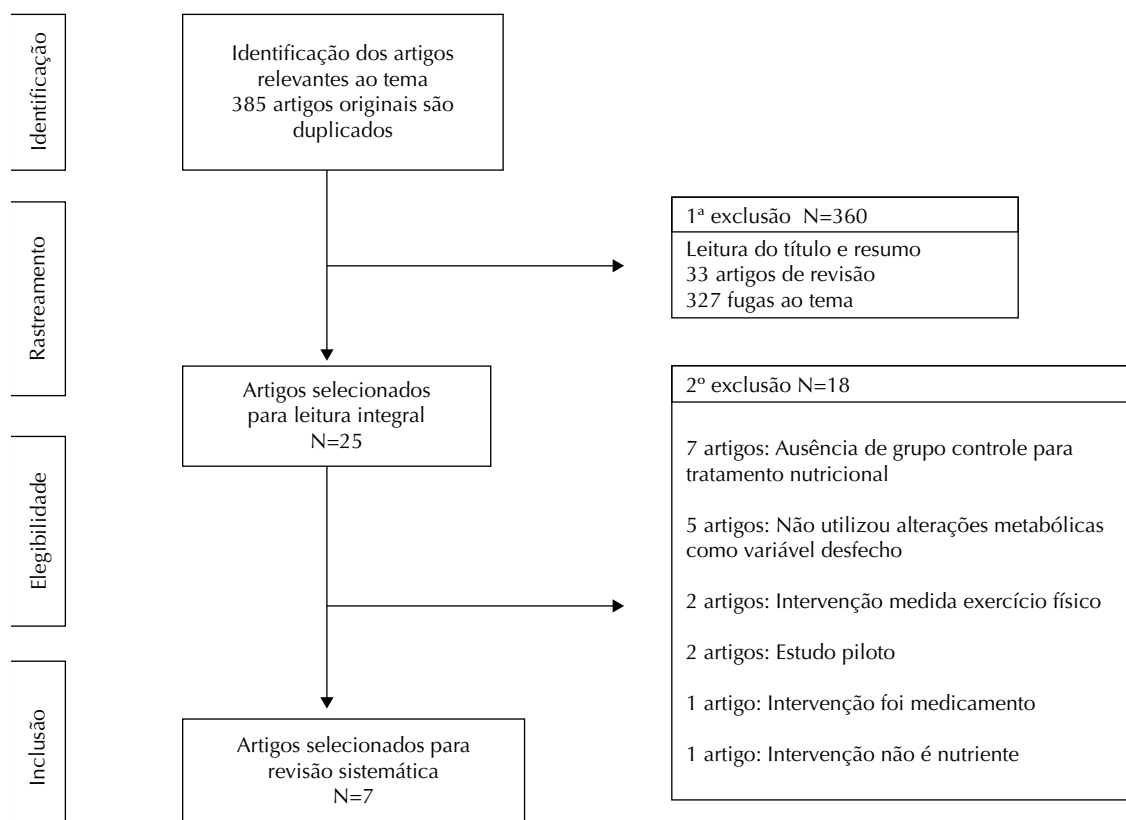 Identificação
Identificação dos artigos
relevantes ao tema
385 artigos originais são
duplicados
Rastreamento
1ª exclusão N=360
Leitura do título e resumo
33 artigos de revisão
327 fugas ao tema
Artigos selecionados
para leitura integral
N=25
Elegibilidade
2º exclusão N=18
7 artigos: Ausência de grupo controle para
tratamento nutricional
5 artigos: Não utilizou alterações metabólicas
como variável desfecho
2 artigos: Intervenção medida exercício físico
2 artigos: Estudo piloto
1 artigo: Intervenção foi medicamento
1 artigo: Intervenção não é nutriente
Inclusão
Artigos selecionados para
revisão sistemática
N=7